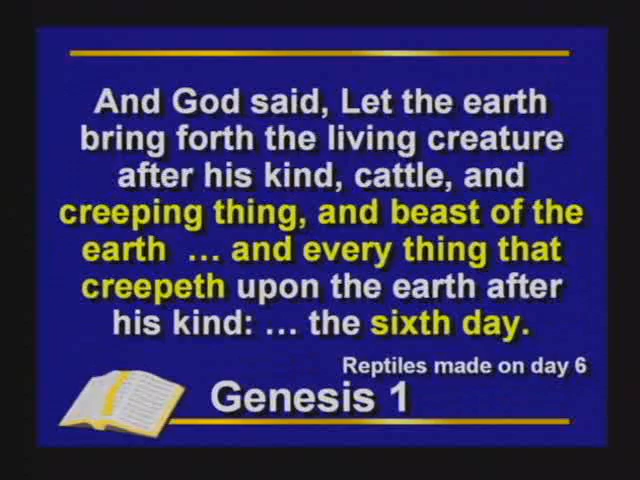 And God said, Let the earth
bring forth the living creature
after his kind, cattle, and
creeping thing, and beast of the
earth … and every thing that
creepeth upon the earth after
his kind: … the sixth day.
Reptiles made on day 6
Genesis 1